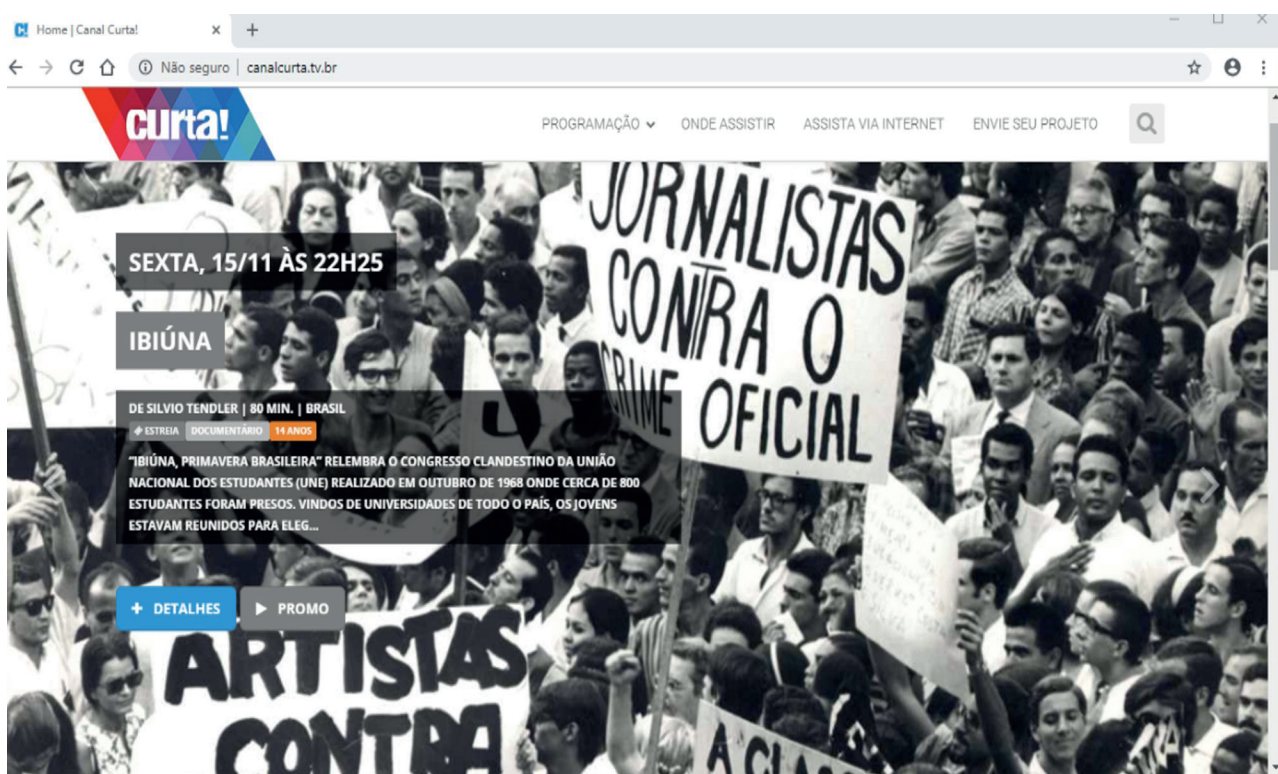 Home | Canal Curta!
Não seguro | canalcurta.tv.br
curta!
PROGRAMAÇÃO ONDE ASSISTIR ASSISTA VIA INTERNET ENVIE SEU PROJETO
JORNALISTAS
CONTRA O
CRIME OFICIAL
SEXTA, 15/11 ÀS 22H25
IBIÚNA
DE SILVIO TENDLER | 80 MIN. | BRASIL
ESTREIA DOCUMENTÁRIO 14 ANOS
"IBIÚNA, PRIMAVERA BRASILEIRA" RELEMBRA O CONGRESSO CLANDESTINO DA UNIÃO
NACIONAL DOS ESTUDANTES (UNE) REALIZADO EM OUTUBRO DE 1968 ONDE CERCA DE 800
ESTUDANTES FORAM PRESOS. VINDOS DE UNIVERSIDADES DE TODO O PAÍS, OS JOVENS
ESTAVAM REUNIDOS PARA ELEG...
+ DETALHES PROMO
ARTISTAS
CONTRA
A CLASSE